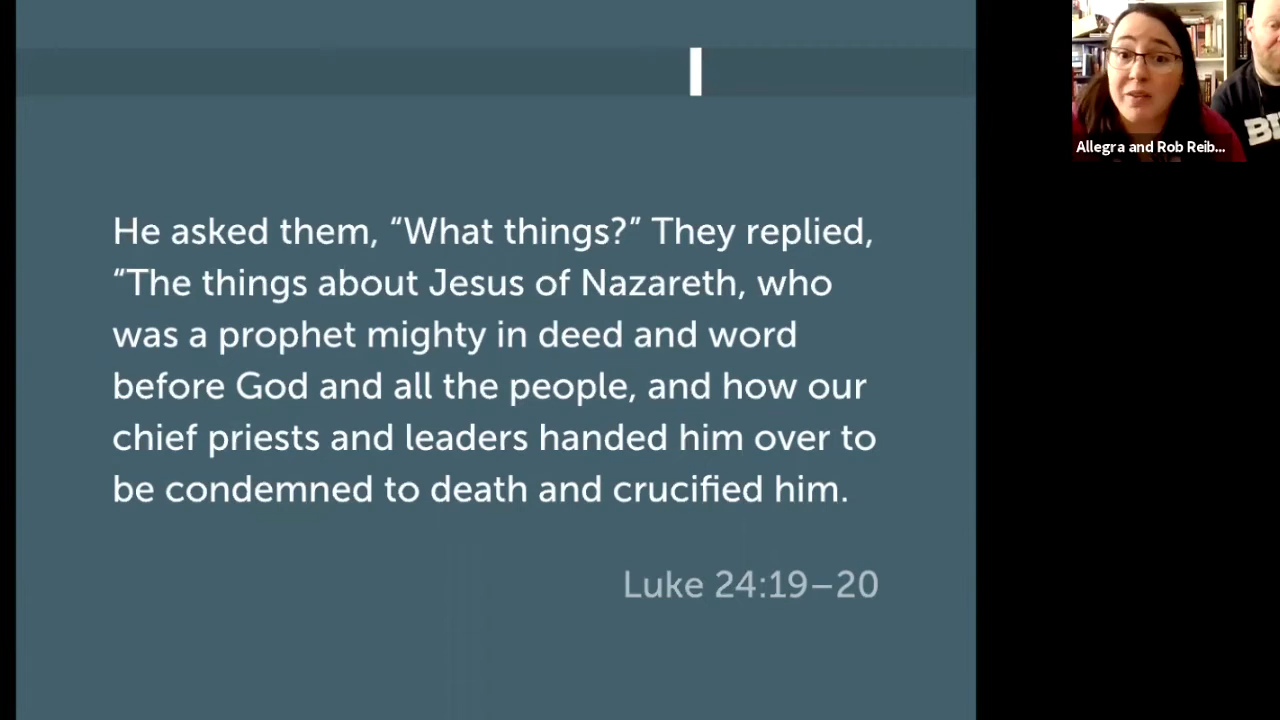 He asked them, “What things?” They replied,
“The things about Jesus of Nazareth, who
was a prophet mighty in deed and word
before God and all the people, and how our
chief priests and leaders handed him over to
be condemned to death and crucified him.
Luke 24:19–20
Allegra and Rob Reib...